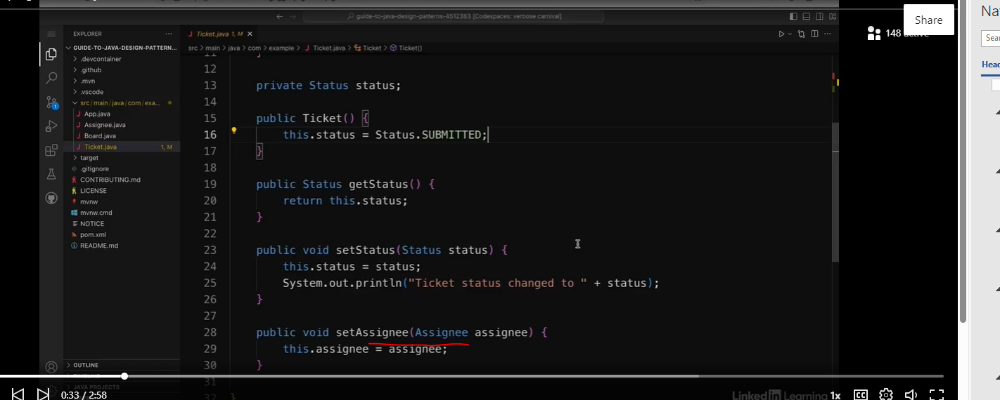 guide-to-java-design-patterns-4512383 [Codespaces: verbose carnival]
Share
148 active
Na
Sear
Head
EXPLORER
GUIDE-TO-JAVA-DESIGN-PATTERN...
.devcontainer
.github
.mvn
.vscode
src/main/java/com/exa...
App.java
Assignee.java
Board.java
Ticket.java 1, M
target
.gitignore
CONTRIBUTING.md
LICENSE
mvnw
mvnw.cmd
NOTICE
pom.xml
README.md
OUTLINE
JAVA PROJECTS
1
Ticket.java 1, M
src > main > java > com > example > Ticket.java > Ticket > Ticket()
11 }
12
13 private Status status;
14
15 public Ticket() {
16 this.status = Status.SUBMITTED;
17 }
18
19 public Status getStatus() {
20 return this.status;
21 }
22
23 public void setStatus(Status status) {
24 this.status = status;
25 System.out.println("Ticket status changed to " + status);
26 }
27
28 public void setAssignee(Assignee assignee) {
29 this.assignee = assignee;
30 }
31
32 }
0:33 / 2:58
LinkedIn Learning
1x
CC